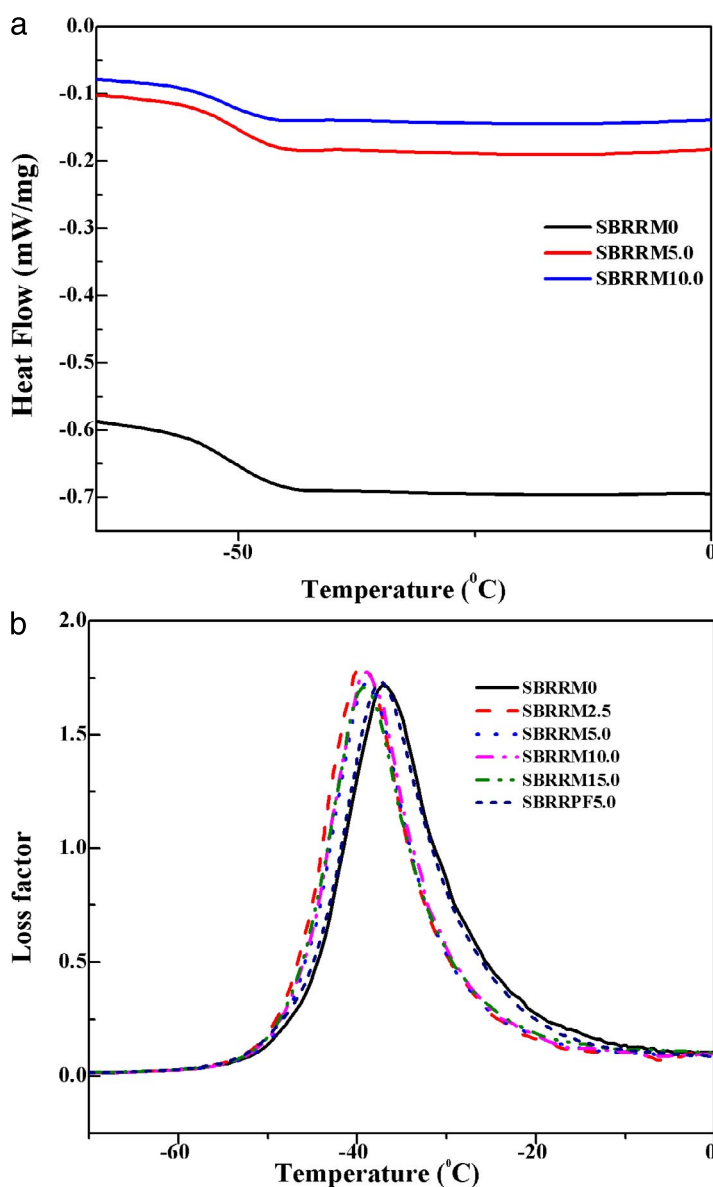 a
0.0
-0.1
-0.2
-0.3
-0.4
-0.5
-0.6
-0.7
Heat Flow (mW/mg)
SBRRM0
SBRRM5.0
SBRRM10.0
-50
0
Temperature (⁰C)
b
2.0
1.5
1.0
0.5
0.0
Loss factor
SBRRM0
SBRRM2.5
SBRRM5.0
SBRRM10.0
SBRRM15.0
SBRRPF5.0
-60
-40
-20
0
Temperature (⁰C)